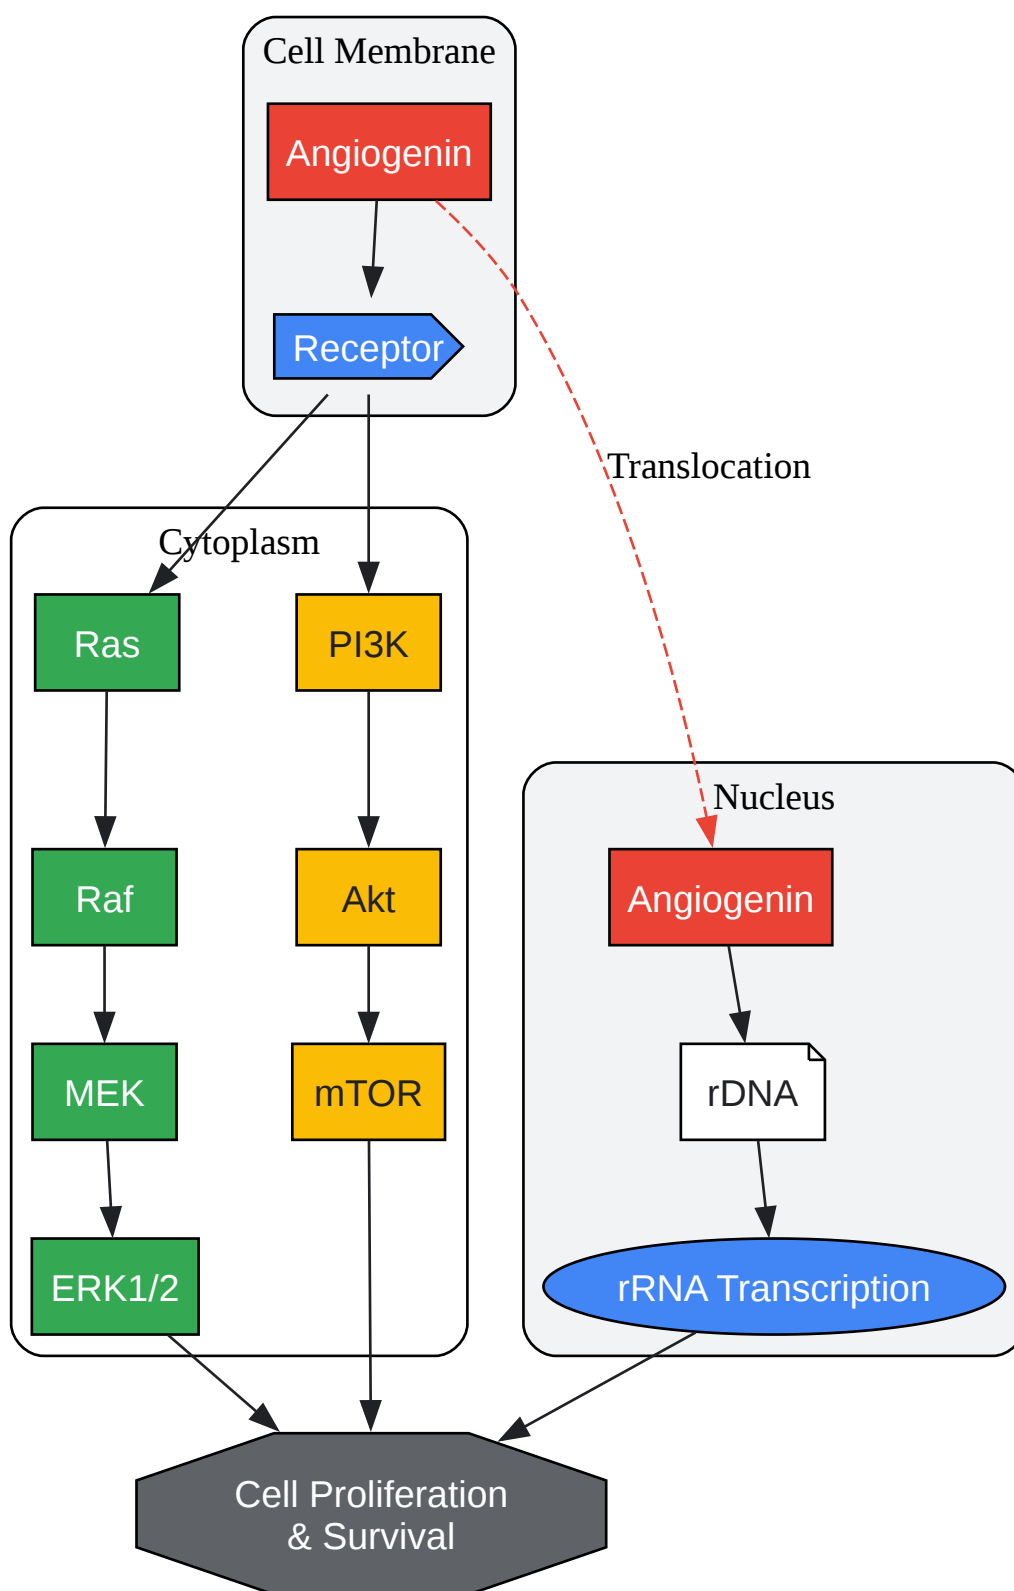 Cell Membrane
Angiogenin
Receptor
Translocation
Cytoplasm
Ras
PI3K
Nucleus
Raf
Akt
Angiogenin
MEK
mTOR
rDNA
ERK1/2
rRNA Transcription
Cell Proliferation
& Survival